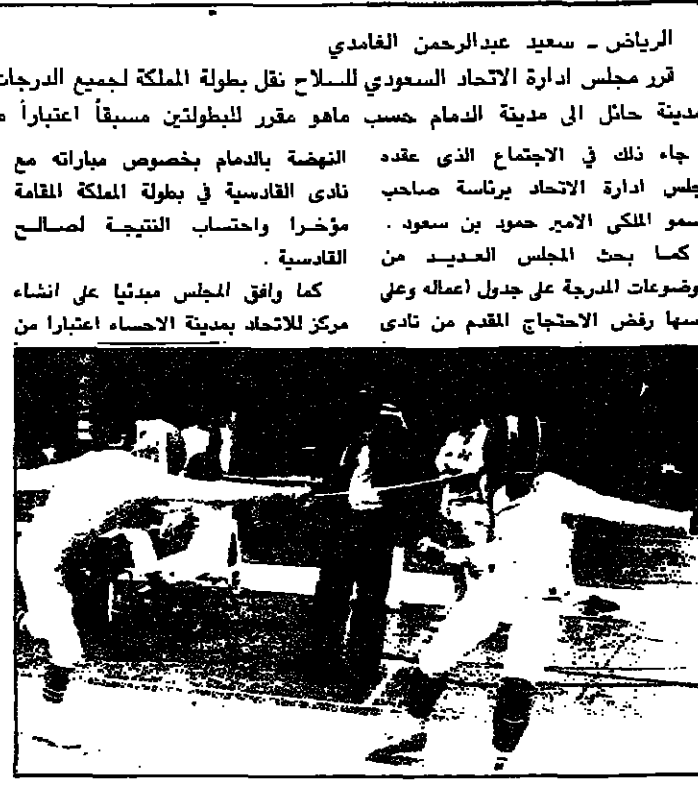 الرياض ـ سعيد عبدالرحمن الغامدي
قرر مجلس ادارة الاتحاد السعودي للسلاح نقل بطولة المملكة لجميع الدرجات
مدينة حائل الى مدينة الدمام حسب ماهو مقرر للبطولتين مسبقاً اعتباراً
جاء ذلك في الاجتماع الذى عقده
مجلس ادارة الاتحاد برئاسة صاحب
سمو الملكى الامير حمود بن سعود .
كما بحث المجلس العديد من
وضوعات المدرجة على جدول اعماله وعلى
سها رفض الاحتجاج المقدم من نادى
النهضة بالدمام بخصوص مباراته مع
نادى القادسية في بطولة المملكة المقامة
مؤخرا واحتساب النتيجة لصالح
القادسية .
كما وافق المجلس مبدئيا على انشاء
مركز للاتحاد بمدينة الاحساء اعتبارا من